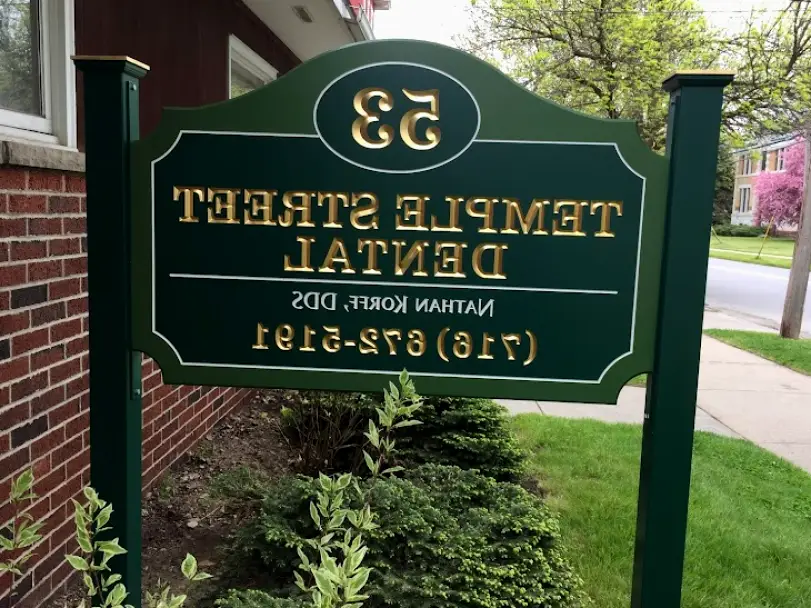 53
TEMPLE STREET
DENTAL
NATHAN KORFF, DDS
(716) 672-5191